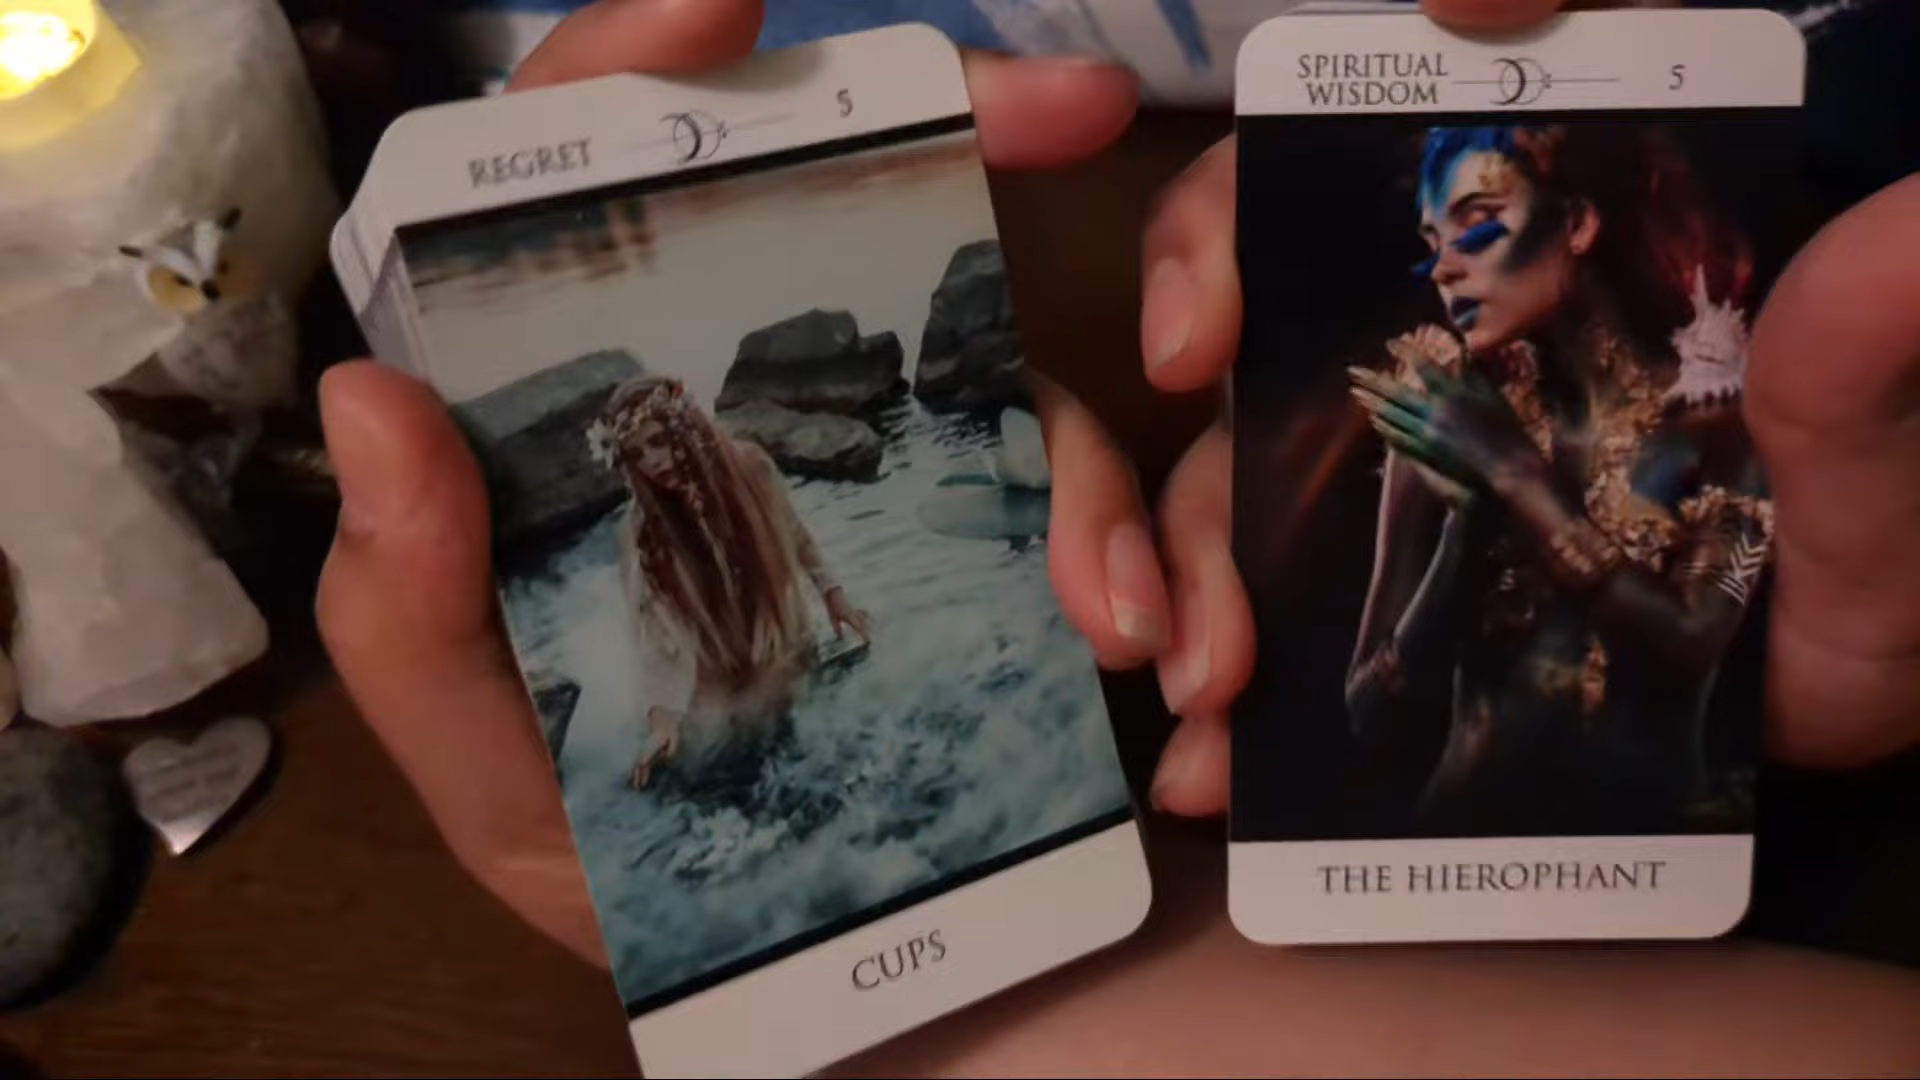 REGRET
5
CUPS
SPIRITUAL
WISDOM
5
THE HIEROPHANT